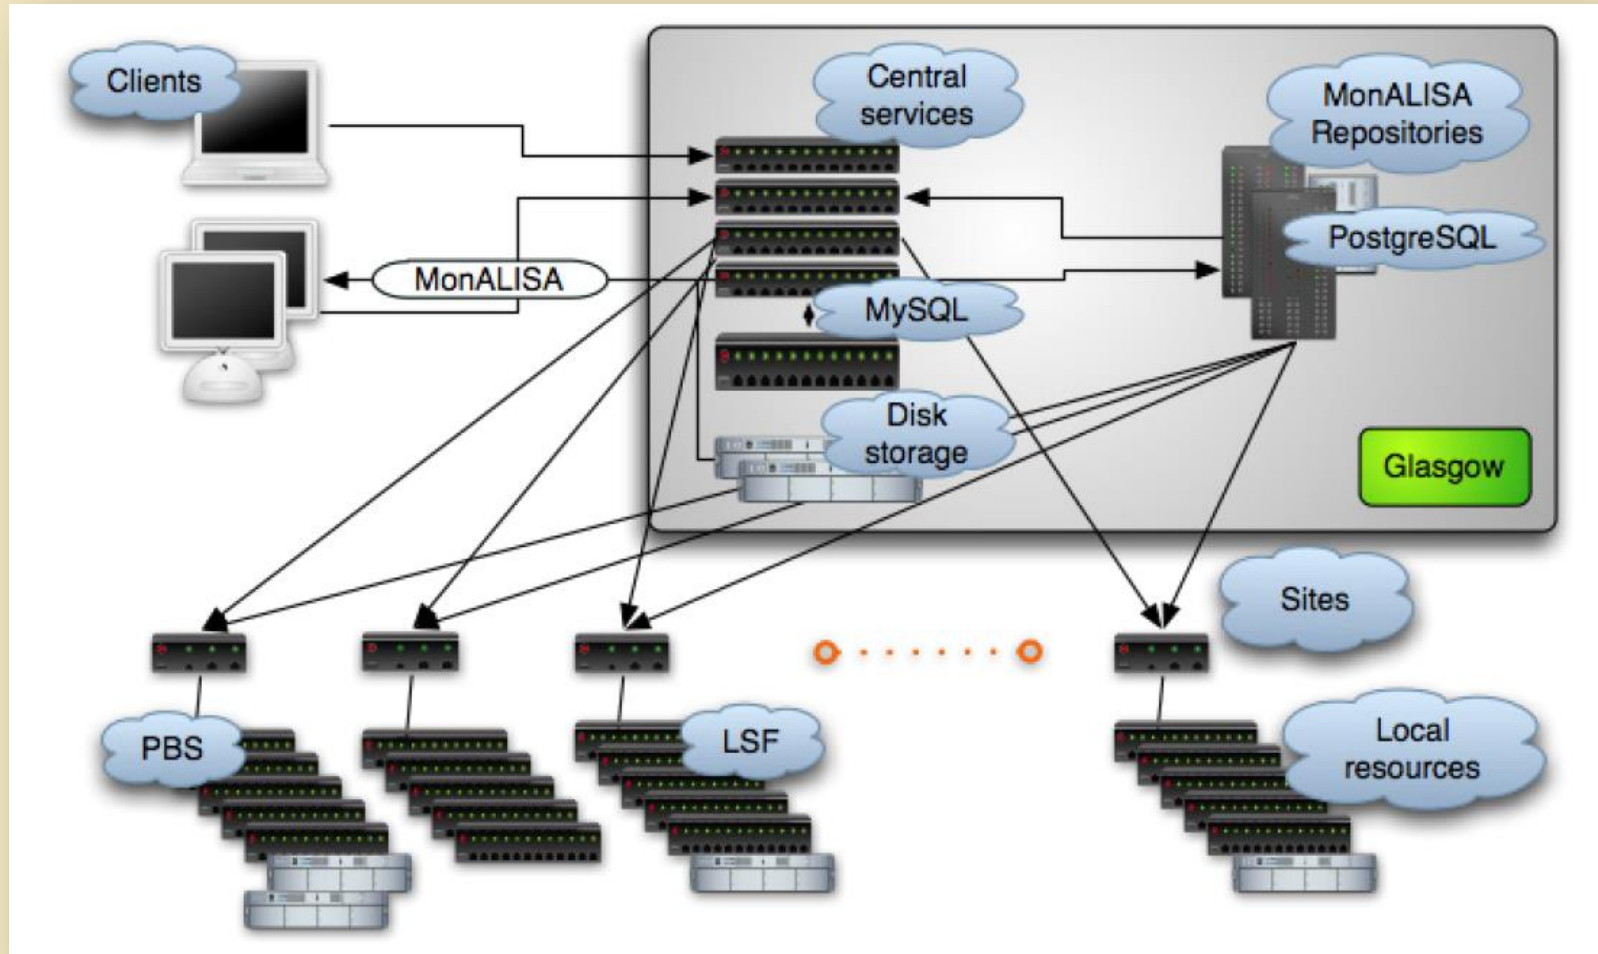 Clients
Central
services
MonALISA
Repositories
PostgreSQL
MonALISA
MySQL
Disk
storage
Glasgow
Sites
PBS
LSF
Local
resources